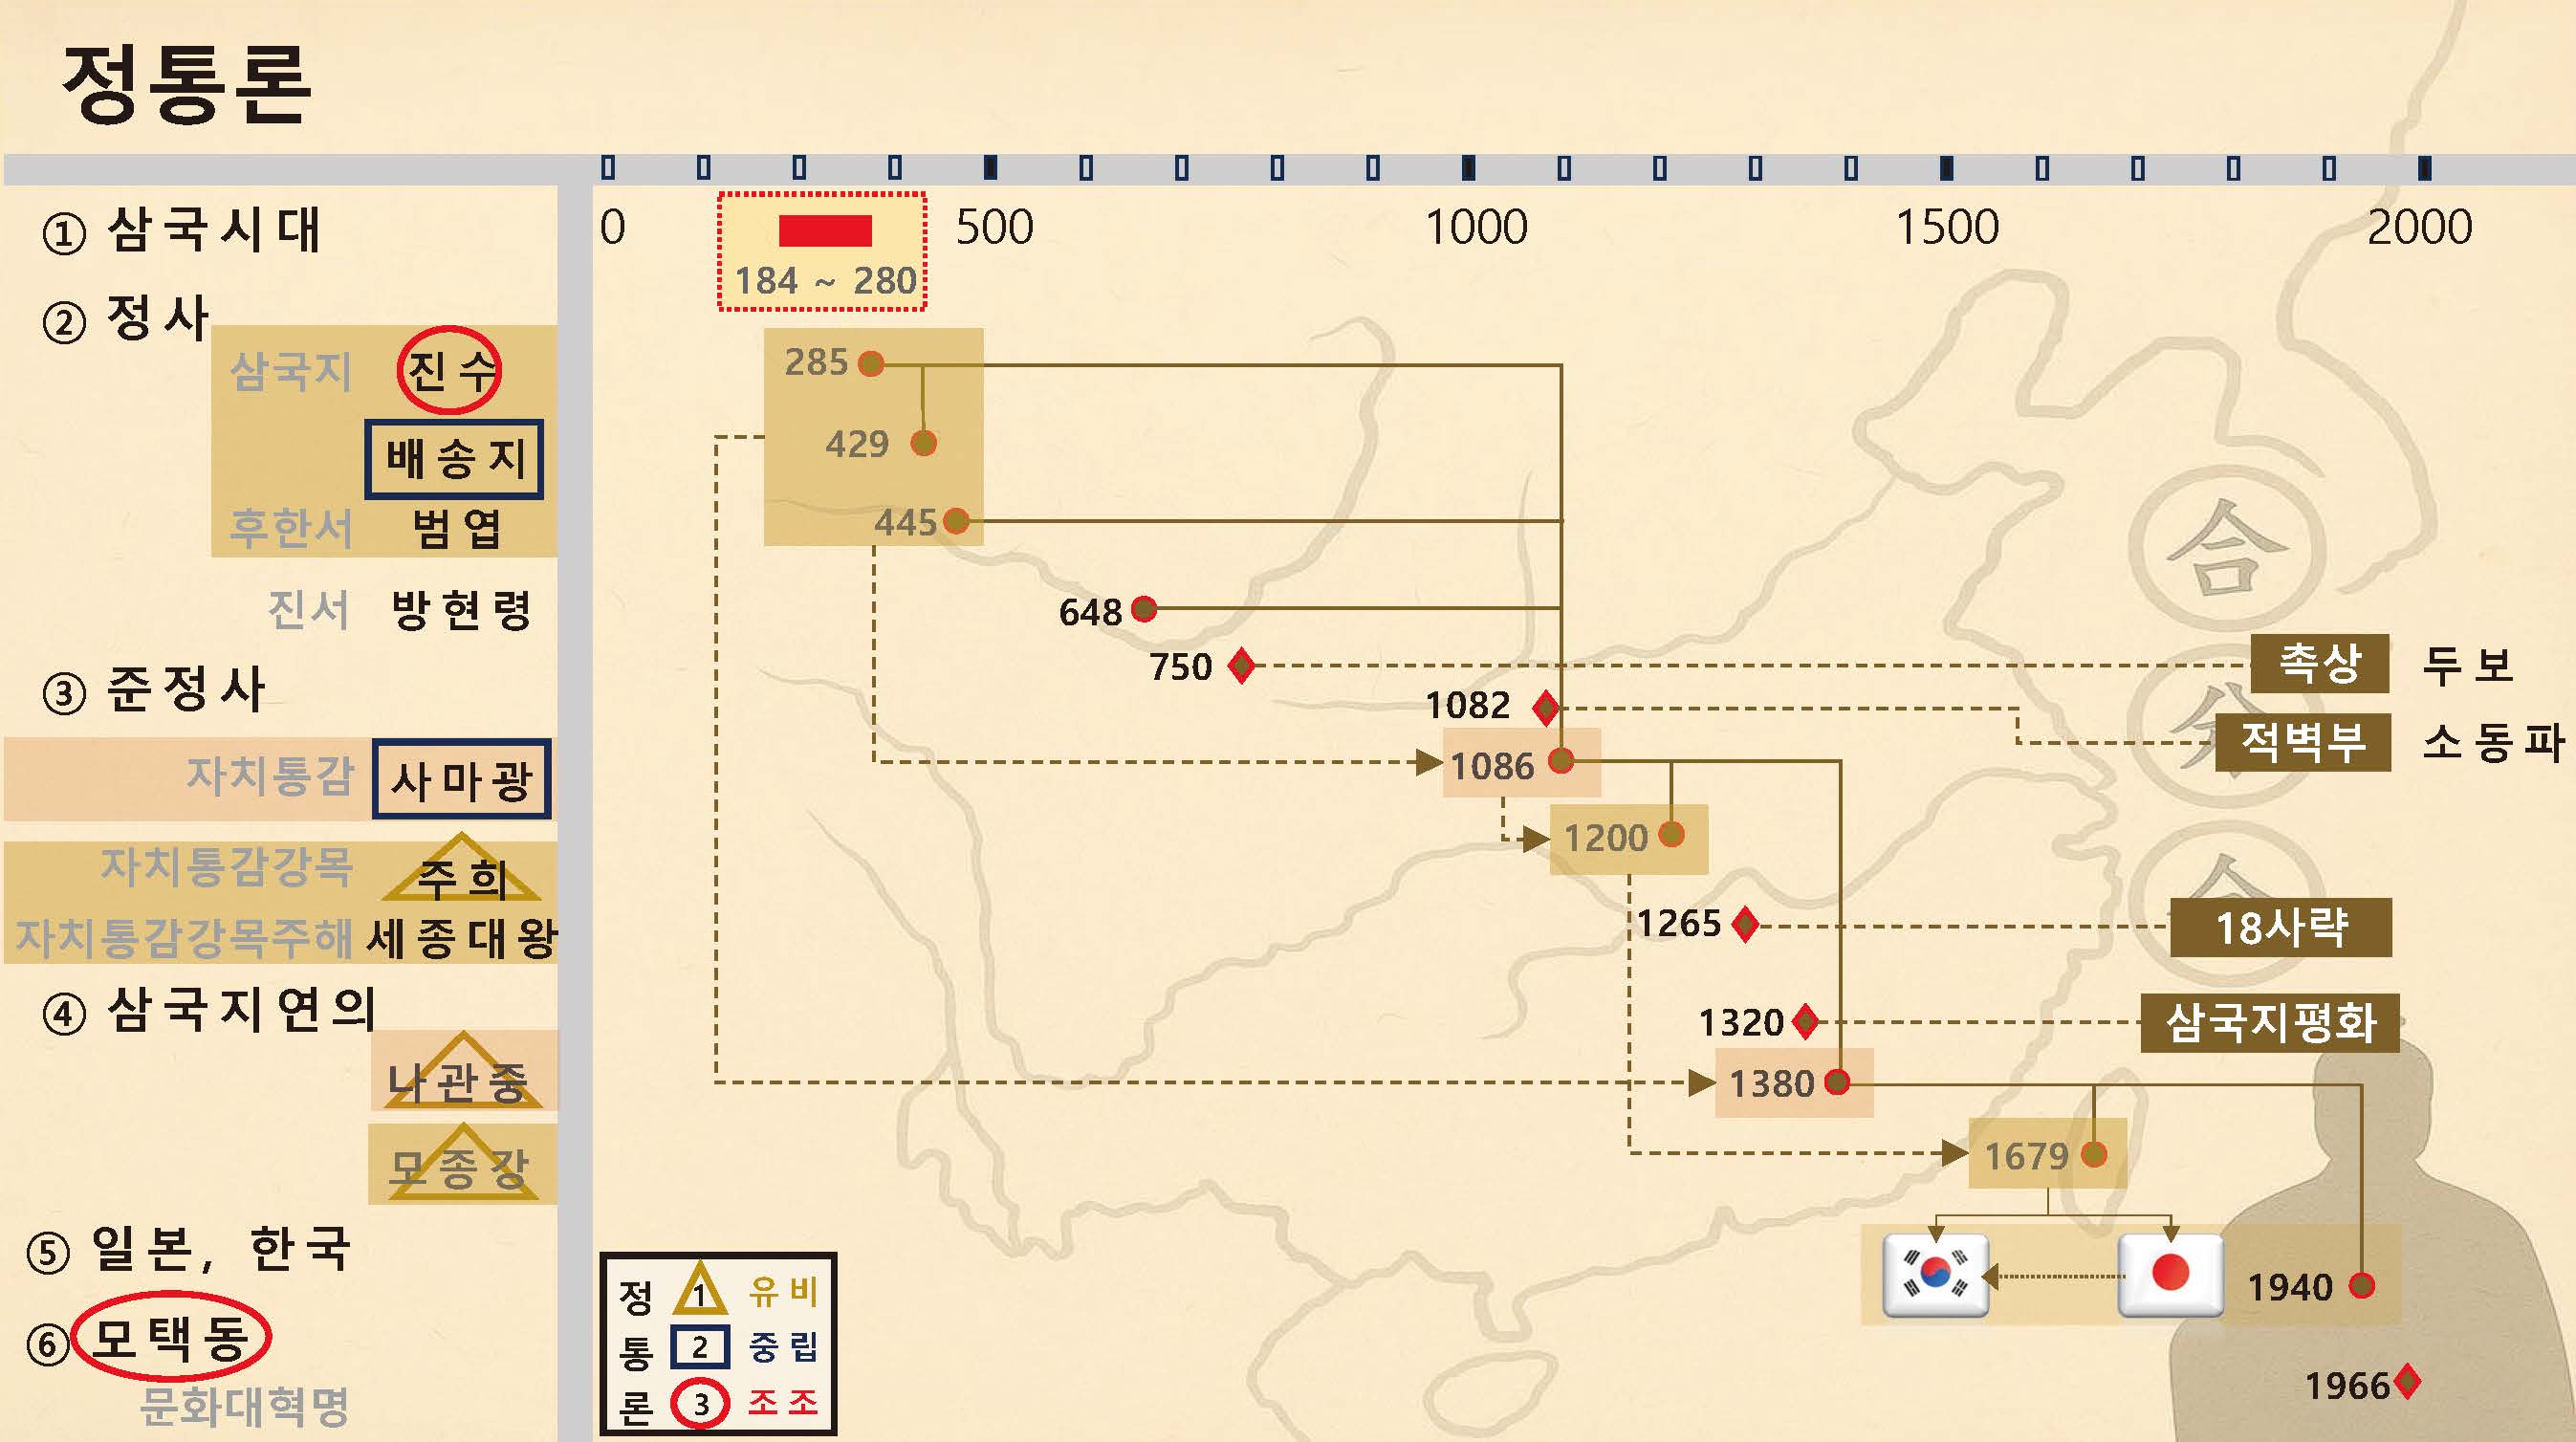 정통론
① 삼국시대
0 500 1000 1500 2000
184 ~ 280
② 정사
삼국지 진수
285
배송지
429
후한서 범엽
445
진서 방현령
648
750 촉상 두보
③ 준정사
1082 적벽부 소동파
자치통감 사마광
1086
자치통감강목 주희
1200
자치통감강목주해 세종대왕
1265 18사략
④ 삼국지연의
1320 삼국지평화
나관중
1380
모종강
1679
⑤ 일본, 한국
1940
⑥ 모택동
문화대혁명
1966
정 1 유비
통 2 중립
론 3 조조
合